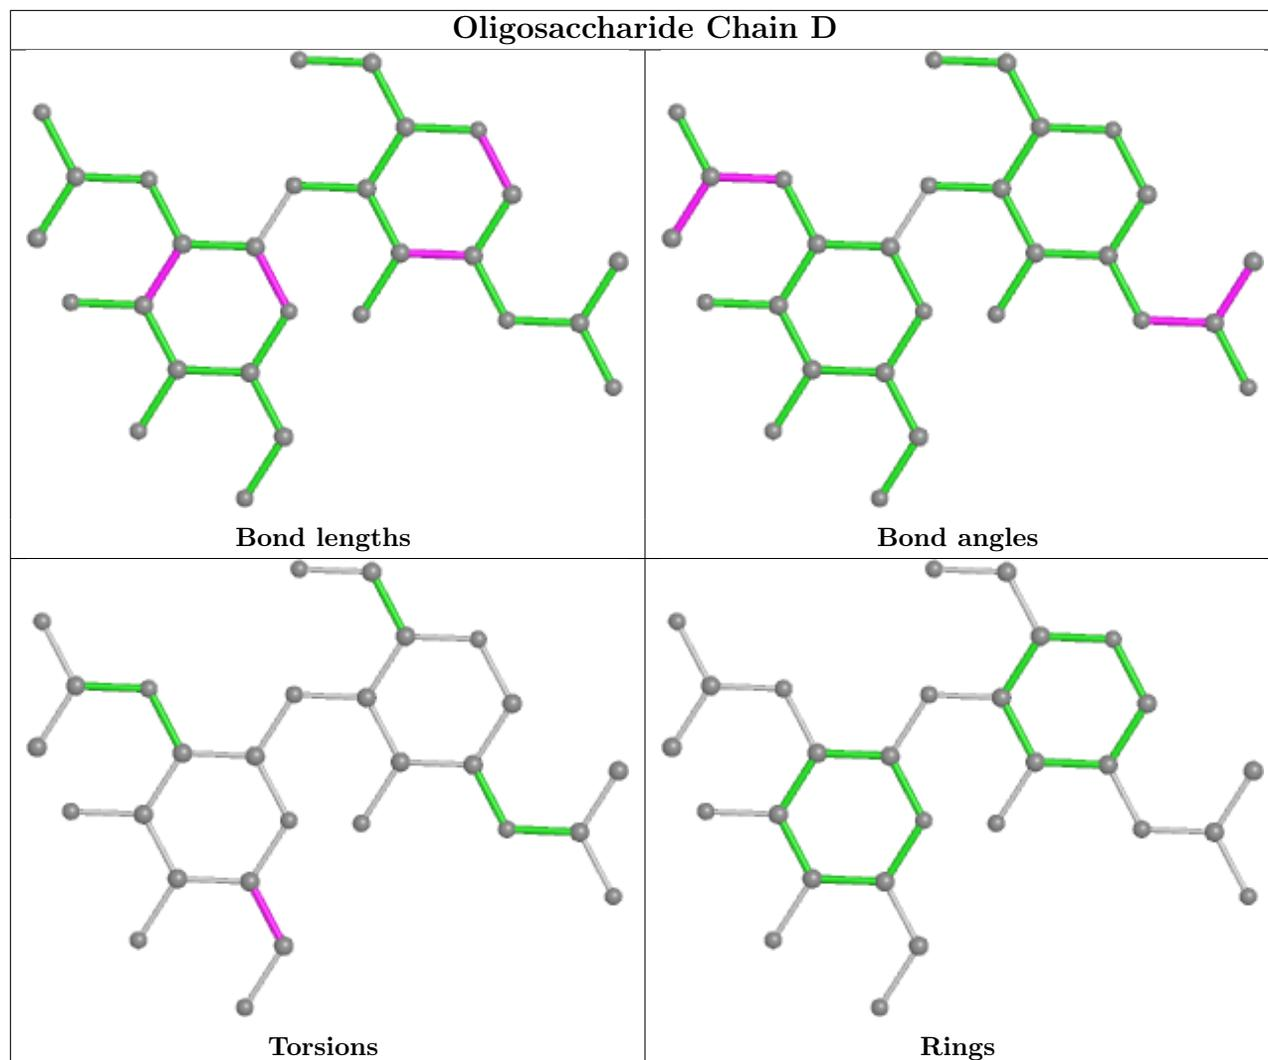 Oligosaccharide Chain D
Bond lengths
Bond angles
Torsions
Rings